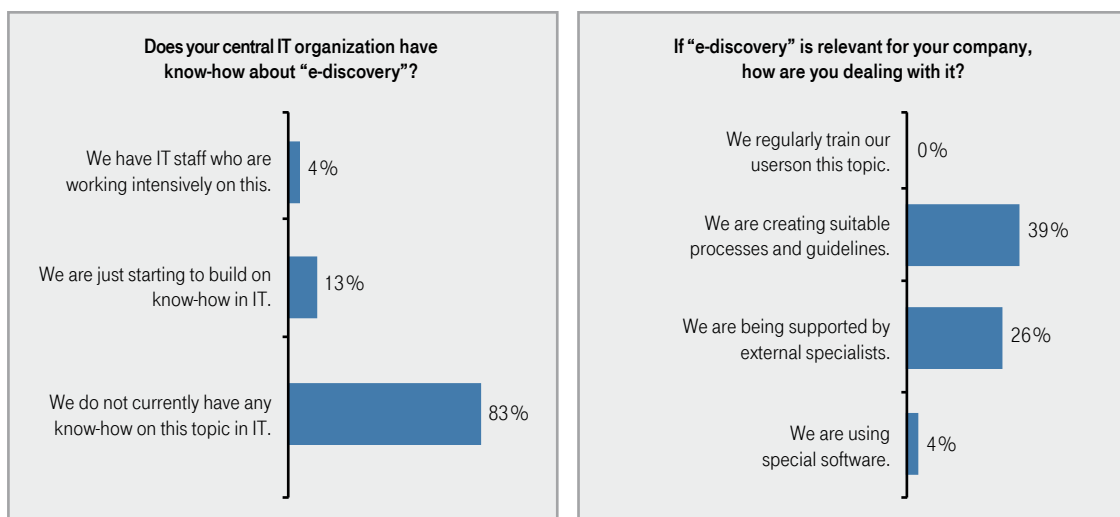 Does your central IT organization have
know-how about “e-discovery”?
We have IT staff who are
working intensively on this.
4%
We are just starting to build on
know-how in IT.
13%
We do not currently have any
know-how on this topic in IT.
83%
If “e-discovery” is relevant for your company,
how are you dealing with it?
We regularly train our
userson this topic.
0%
We are creating suitable
processes and guidelines.
39%
We are being supported by
external specialists.
26%
We are using
special software.
4%